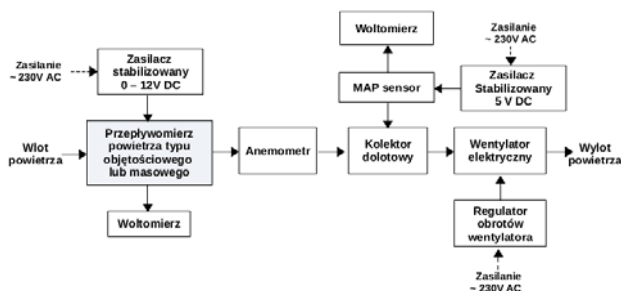 Zasilanie
~ 230V AC
Zasilacz
stabilizowany
0 – 12V DC
Woltomierz
Zasilanie
~ 230V AC
MAP sensor
Zasilacz
Stabilizowany
5 V DC
Wlot
powietrza
Przepływomierz
powietrza typu
objętościowego
lub masowego
Anemometr
Kolektor
dolotowy
Wentylator
elektryczny
Wylot
powietrza
Woltomierz
Regulator
obrotów
wentylatora
Zasilanie
~ 230V AC